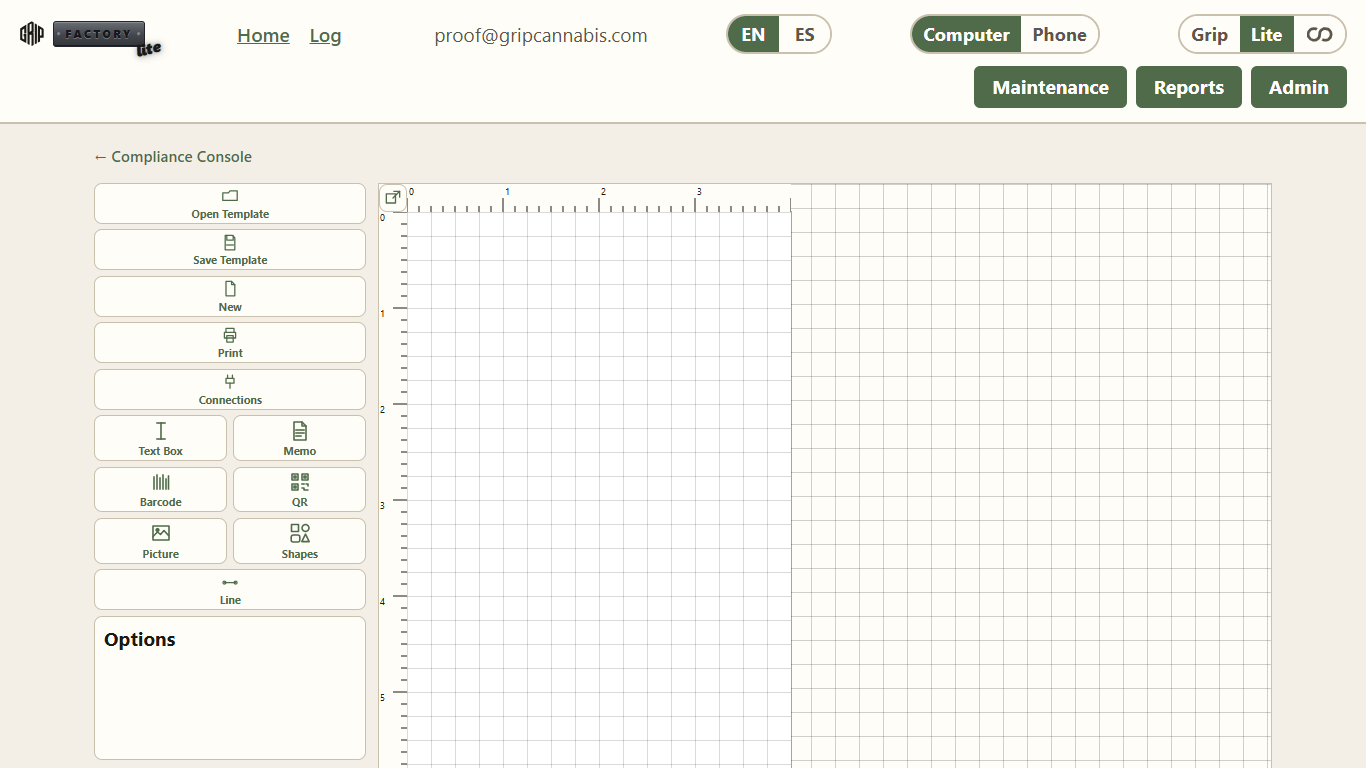 GRIP FACTORY lite
Home Log proof@gripcannabis.com EN ES Computer Phone Grip Lite
Maintenance Reports Admin
← Compliance Console
Open Template
Save Template
New
Print
Connections
Text Box Memo
Barcode QR
Picture Shapes
Line
Options
0 1 2 3
0
1
2
3
4
5